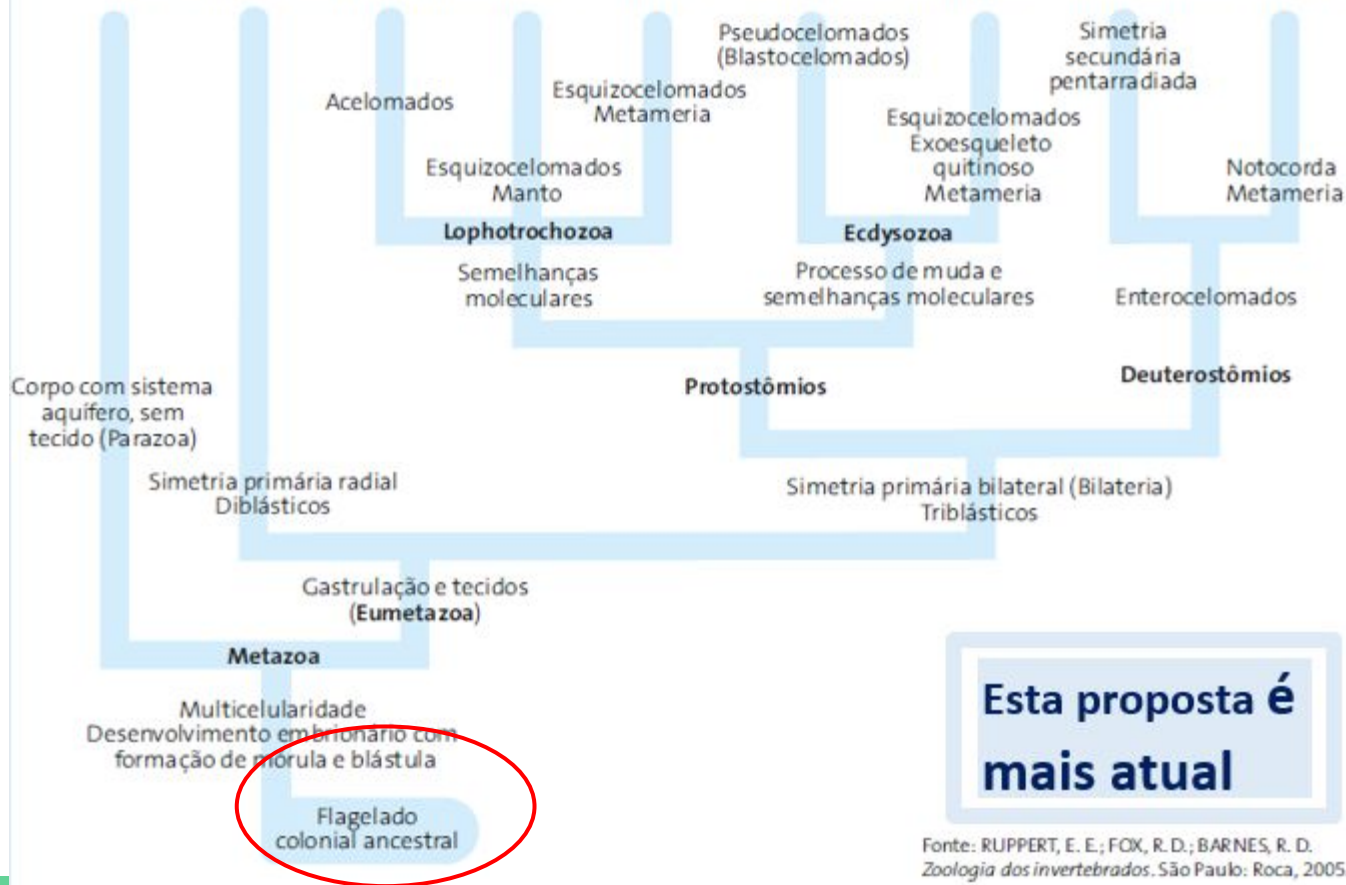 Pseudocelomados
(Blastocelomados)
Simetria
secundária
pentarradiada
Acelomados
Esquizocelomados
Metameria
Esquizocelomados
Exoesqueleto
quitinoso
Metameria
Esquizocelomados
Manto
Notocorda
Metameria
Lophotrochozoa
Ecdysozoa
Semelhanças
moleculares
Processo de muda e
semelhanças moleculares
Enterocelomados
Corpo com sistema
aquífero, sem
tecido (Parazoa)
Protostômios
Deuterostômios
Simetria primária radial
Diblásticos
Simetria primária bilateral (Bilateria)
Triblásticos
Gastrulação e tecidos
(Eumetazoa)
Metazoa
Multicelularidade
Desenvolvimento embrionário com
formação de mórula e blástula
Flagelado
colonial ancestral
Esta proposta é
mais atual
Fonte: RUPPERT, E. E.; FOX, R. D.; BARNES, R. D.
Zoologia dos invertebrados. São Paulo: Roca, 2005